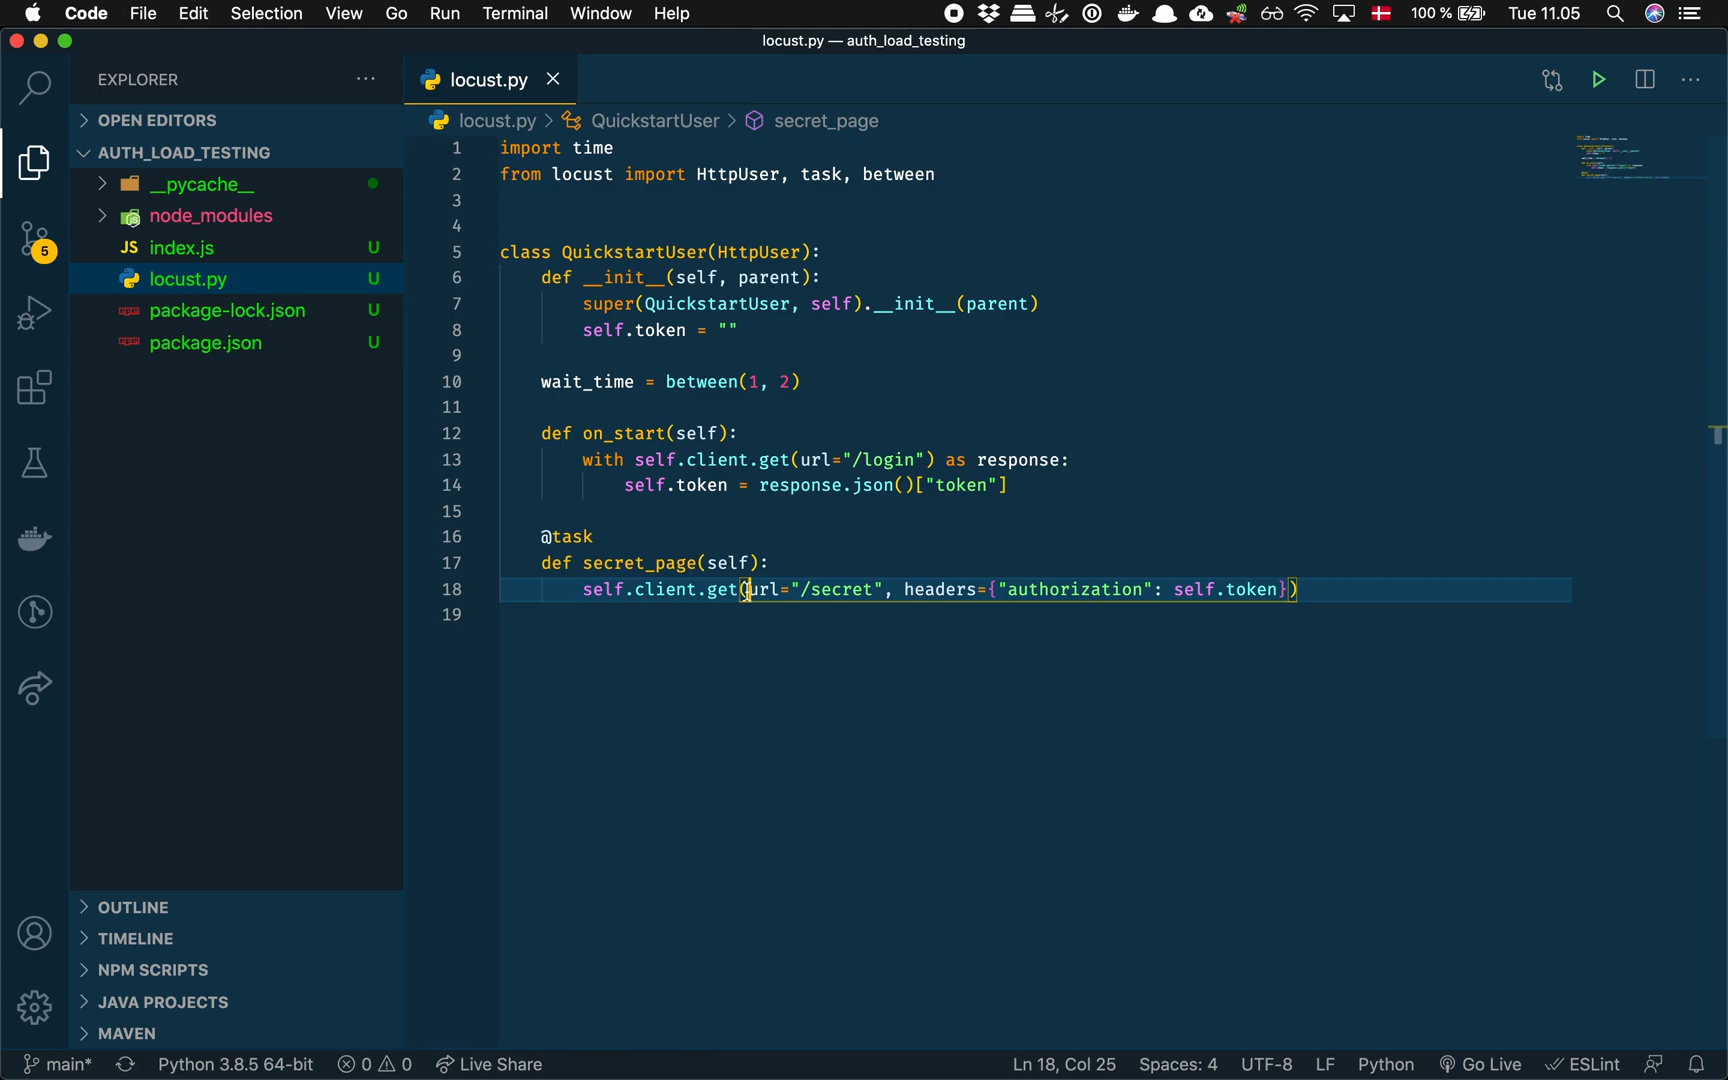 Code File Edit Selection View Go Run Terminal Window Help 100 % Tue 11.05
locust.py — auth_load_testing
EXPLORER
locust.py
OPEN EDITORS
locust.py > QuickstartUser > secret_page
AUTH_LOAD_TESTING
__pycache__
node_modules
JS index.js U
locust.py U
package-lock.json U
package.json U
1 import time
2 from locust import HttpUser, task, between
3
4
5 class QuickstartUser(HttpUser):
6 def __init__(self, parent):
7 super(QuickstartUser, self).__init__(parent)
8 self.token = ""
9
10 wait_time = between(1, 2)
11
12 def on_start(self):
13 with self.client.get(url="/login") as response:
14 self.token = response.json()["token"]
15
16 @task
17 def secret_page(self):
18 self.client.get(url="/secret", headers={"authorization": self.token})
19
5
OUTLINE
TIMELINE
NPM SCRIPTS
JAVA PROJECTS
MAVEN
main* Python 3.8.5 64-bit 0 0 Live Share Ln 18, Col 25 Spaces: 4 UTF-8 LF Python Go Live ESLint